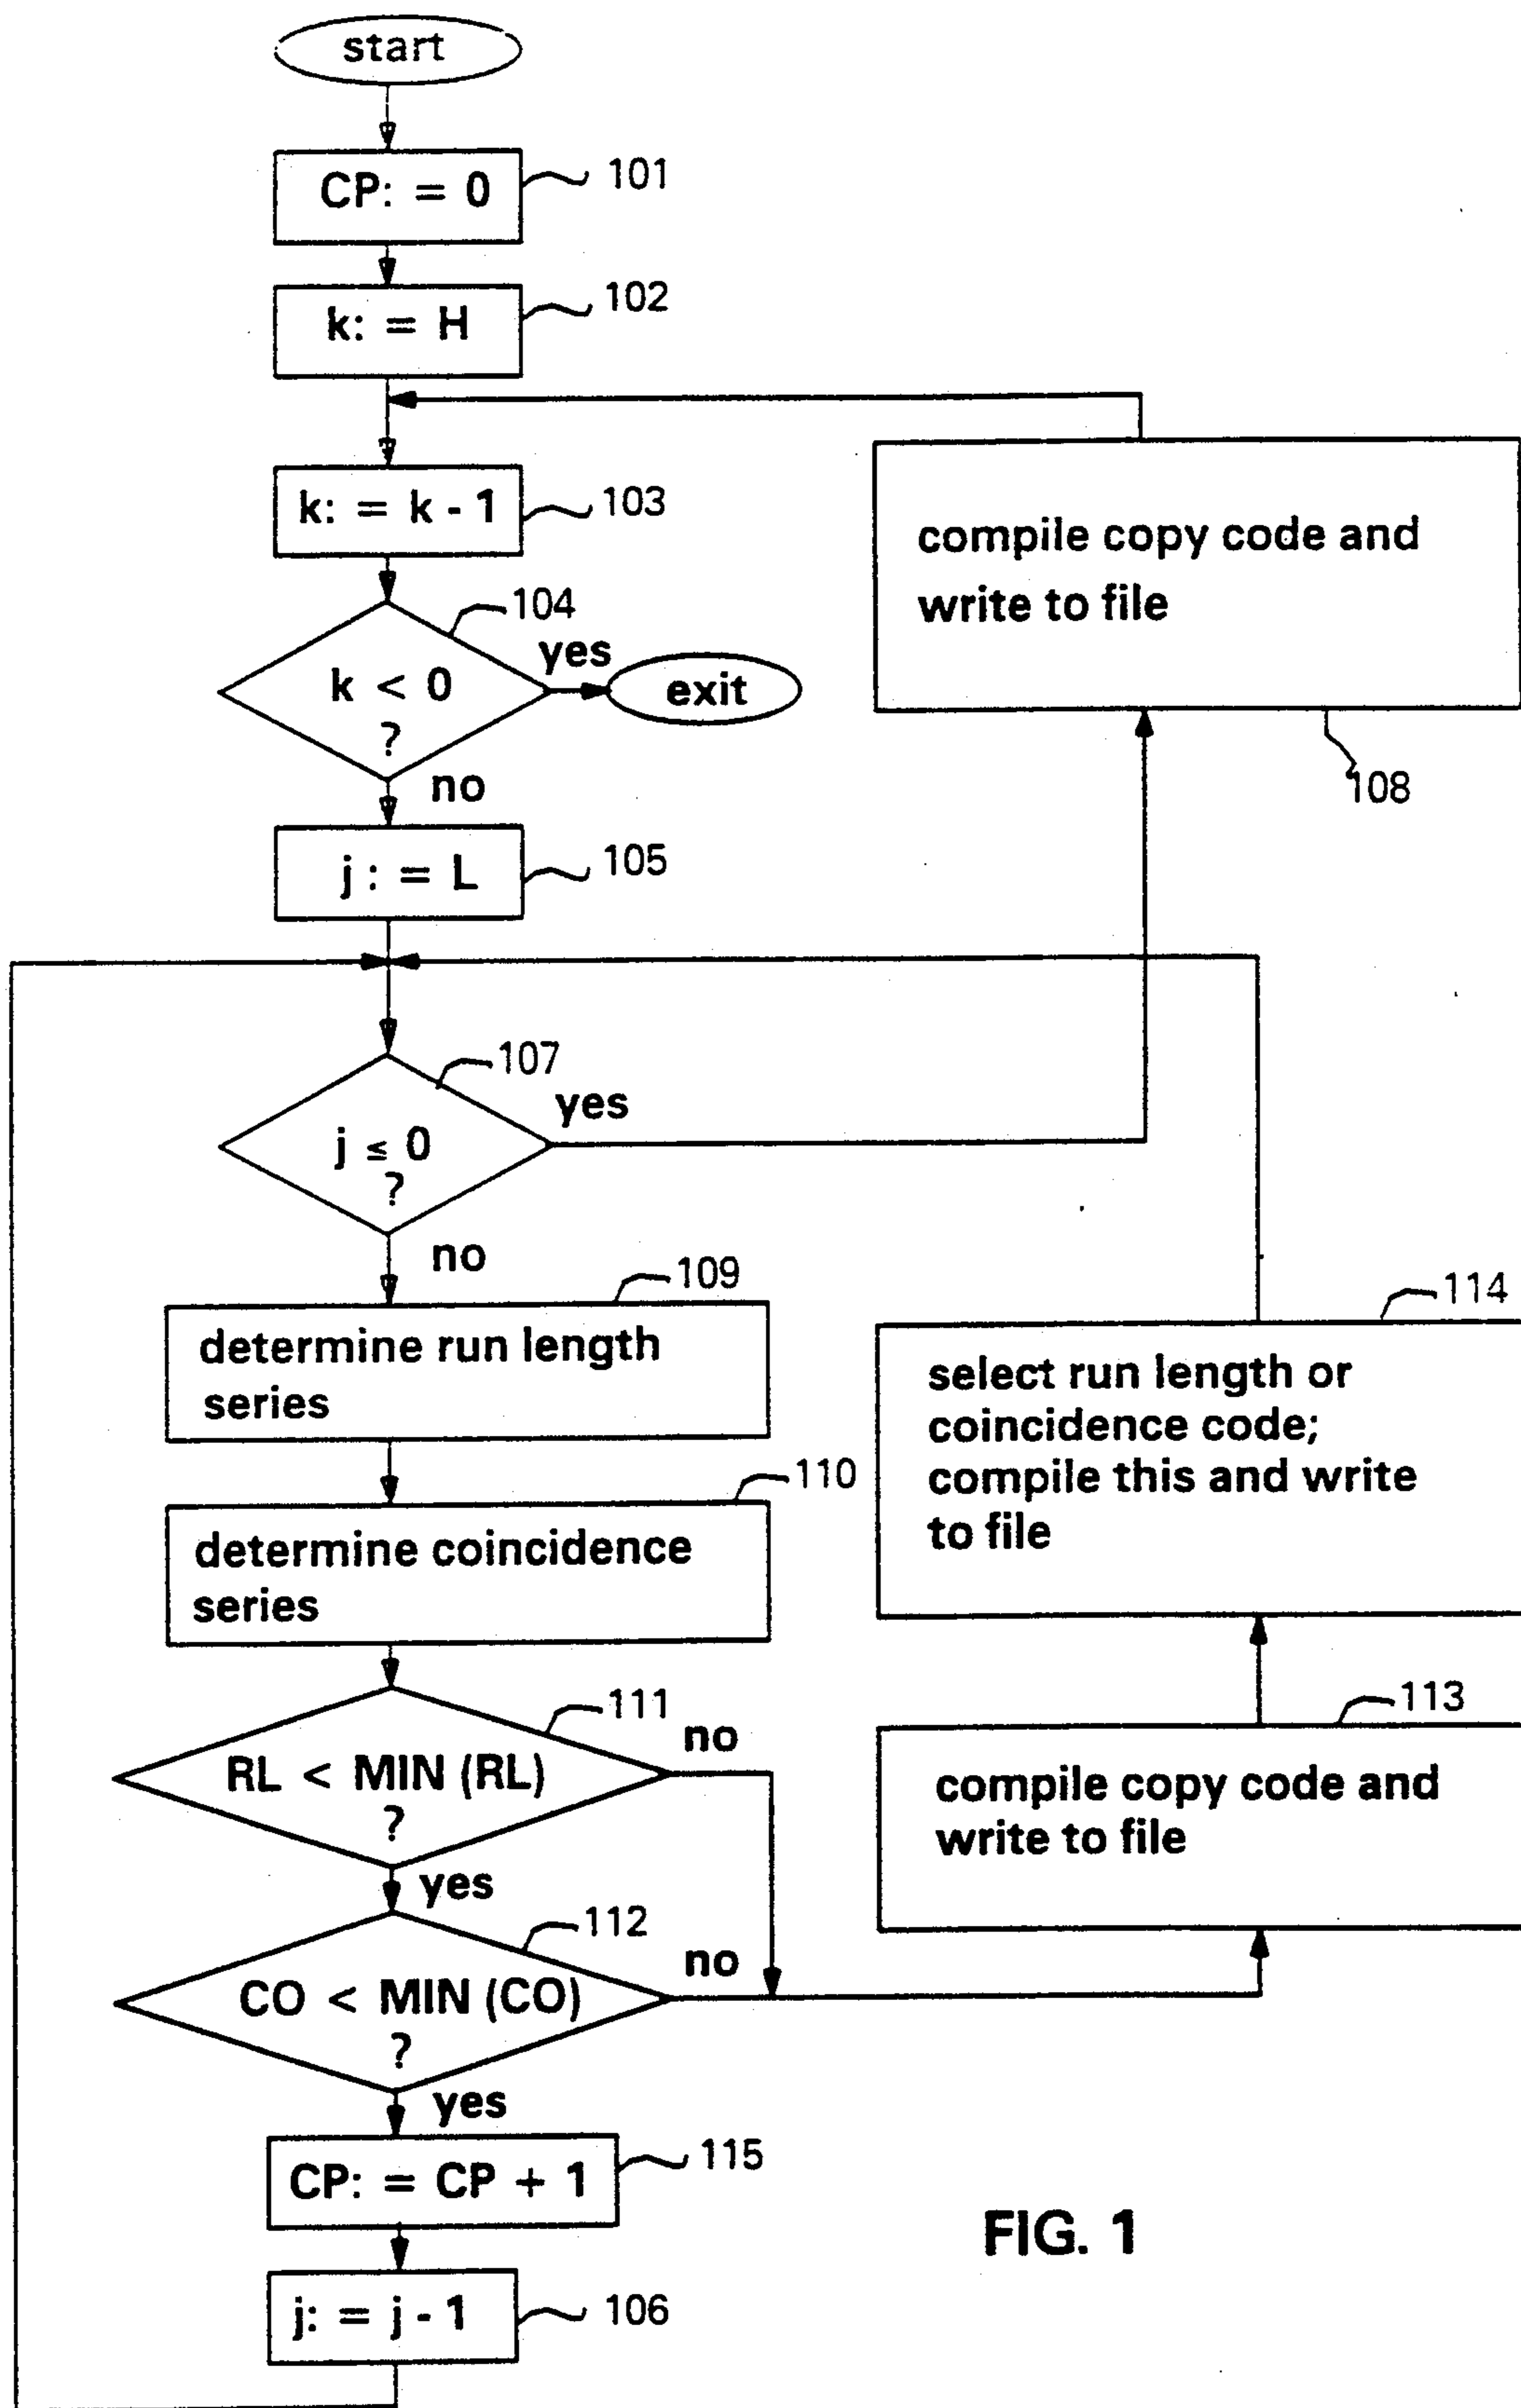 start
CP: = 0
101
k: = H
102
k: = k - 1
103
104
k < 0
?
yes
exit
no
compile copy code and
write to file
108
j : = L
105
107
j ≤ 0
?
yes
no
109
determine run length
series
110
determine coincidence
series
114
select run length or
coincidence code;
compile this and write
to file
111
RL < MIN (RL)
?
no
yes
113
compile copy code and
write to file
112
CO < MIN (CO)
?
no
yes
CP: = CP + 1
115
j: = j - 1
106
FIG. 1